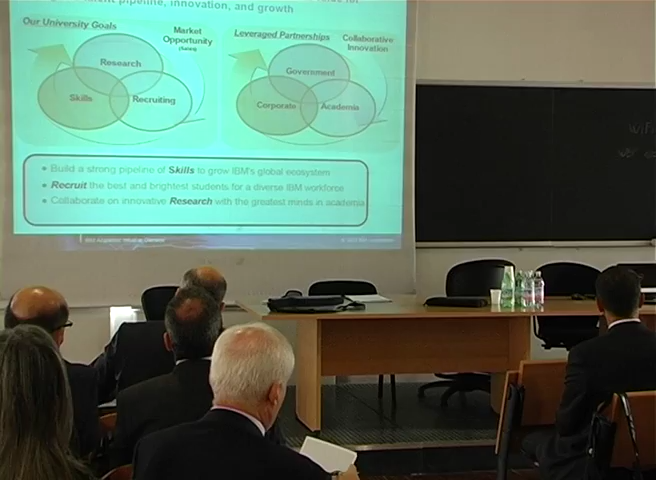 pipeline, innovation, and growth
Our University Goals
Market
Opportunity
Research
Skills
Recruiting
Leveraged Partnerships
Collaborative
Innovation
Government
Corporate
Academia
• Build a strong pipeline of Skills to grow IBM's global ecosystem
• Recruit the best and brightest students for a diverse IBM workforce
• Collaborate on innovative Research with the greatest minds in academia